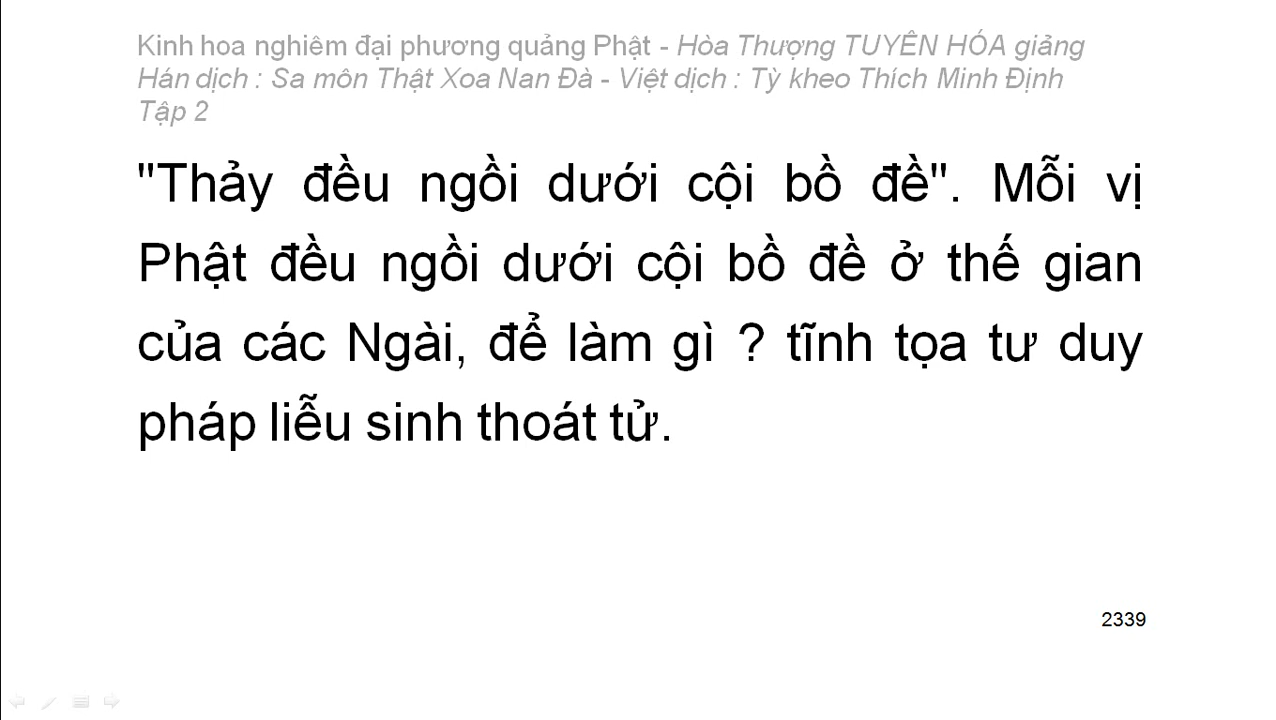 Kinh hoa nghiêm đại phương quảng Phật - Hòa Thượng TUYÊN HÓA giảng
Hán dịch : Sa môn Thật Xoa Nan Đà - Việt dịch : Tỳ kheo Thích Minh Định
Tập 2
"Thảy đều ngồi dưới cội bồ đề". Mỗi vị
Phật đều ngồi dưới cội bồ đề ở thế gian
của các Ngài, để làm gì ? tĩnh tọa tư duy
pháp liễu sinh thoát tử.
2339